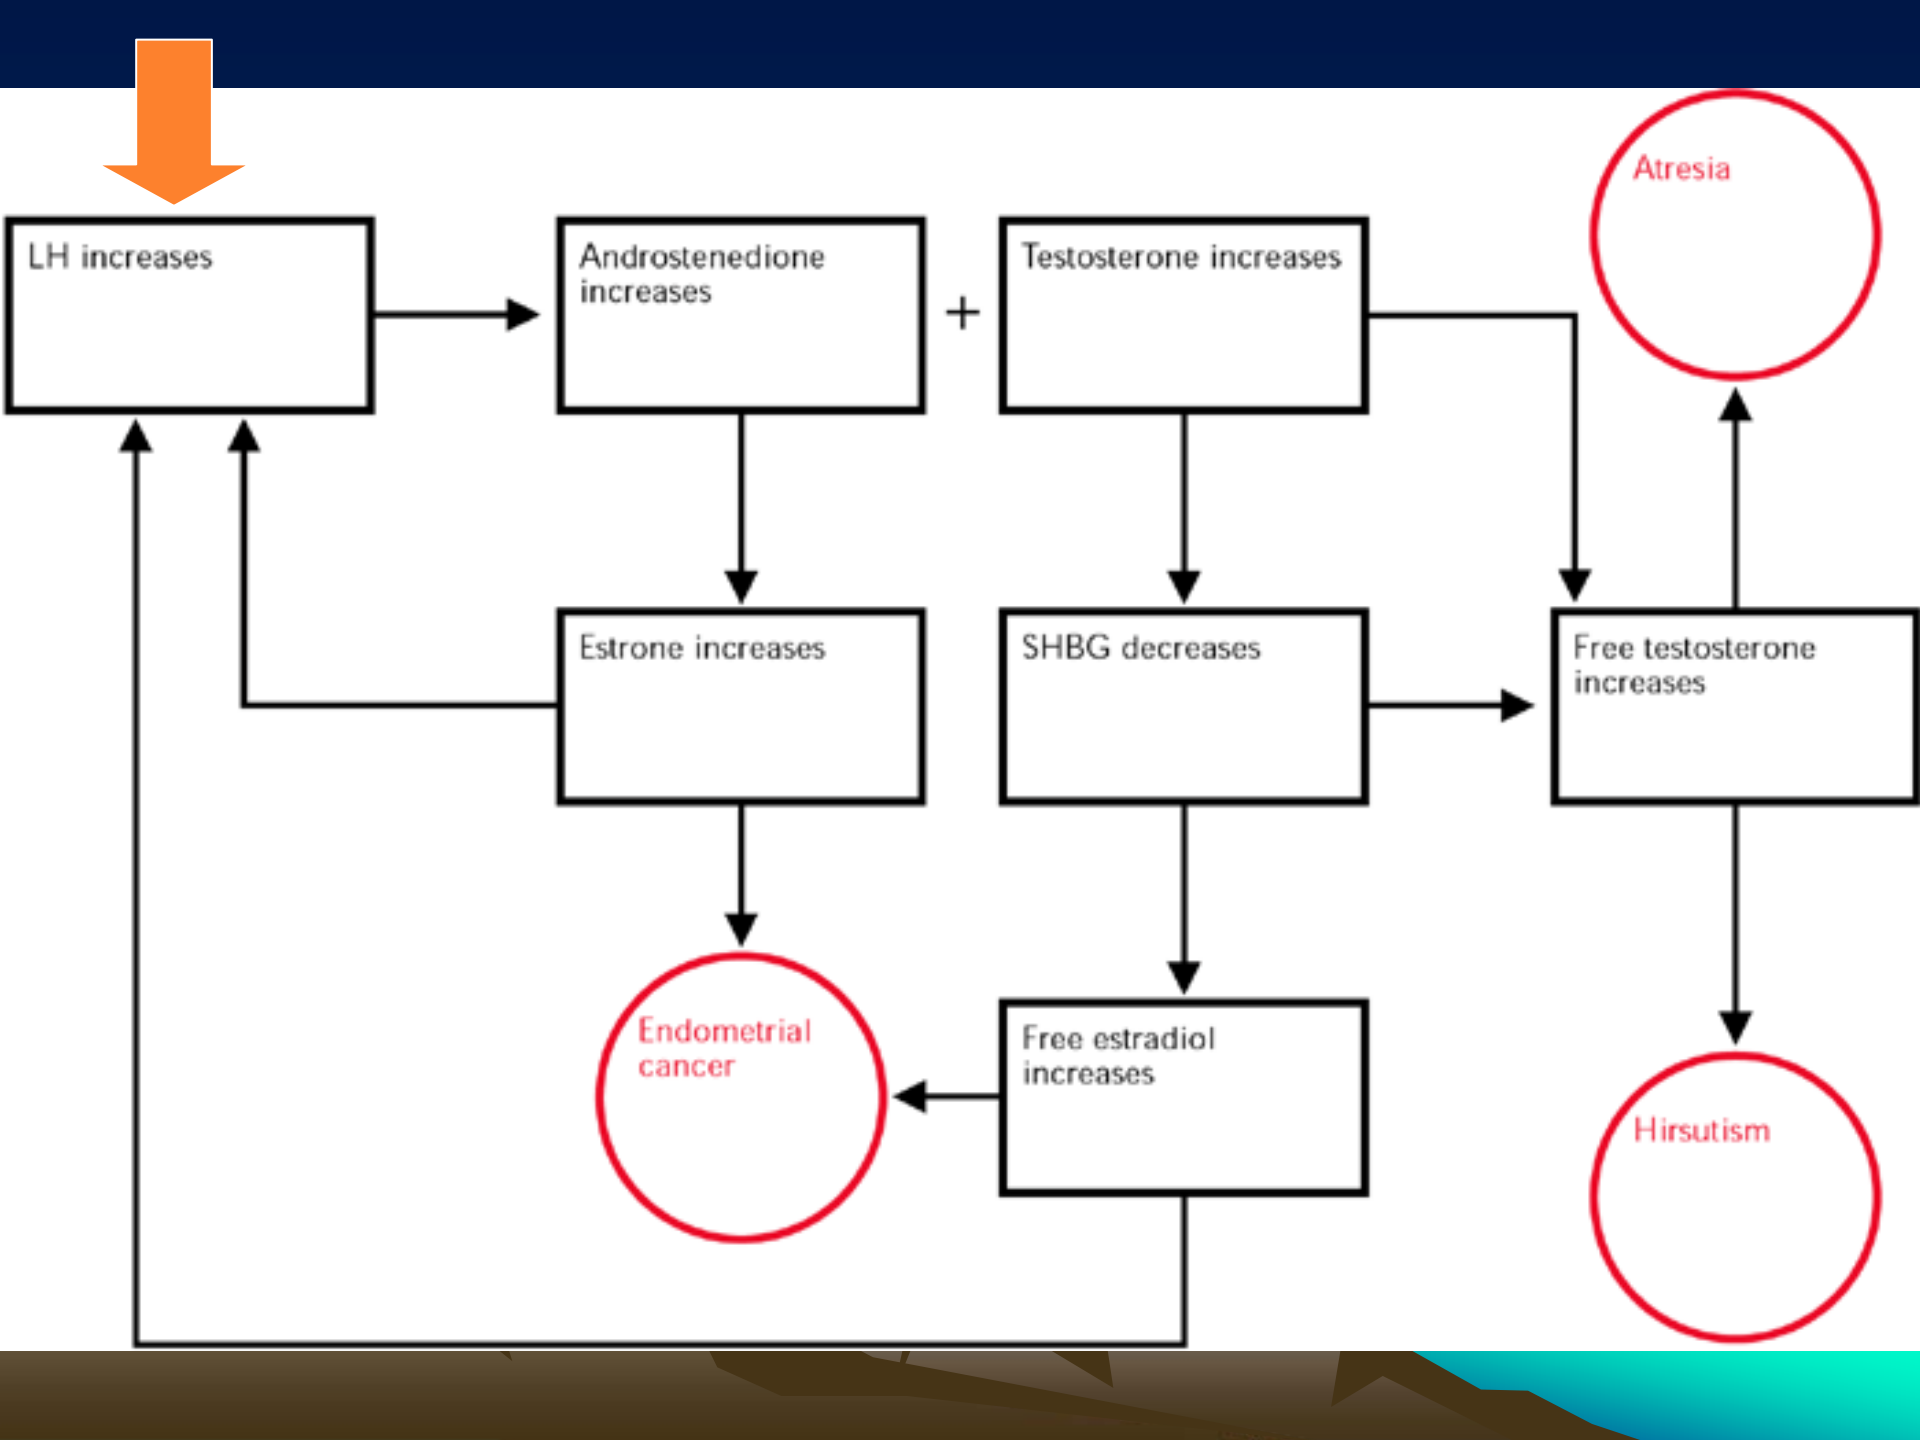 Atresia
LH increases
Androstenedione
increases
+
Testosterone increases
Estrone increases
SHBG decreases
Free testosterone
increases
Endometrial
cancer
Free estradiol
increases
Hirsutism